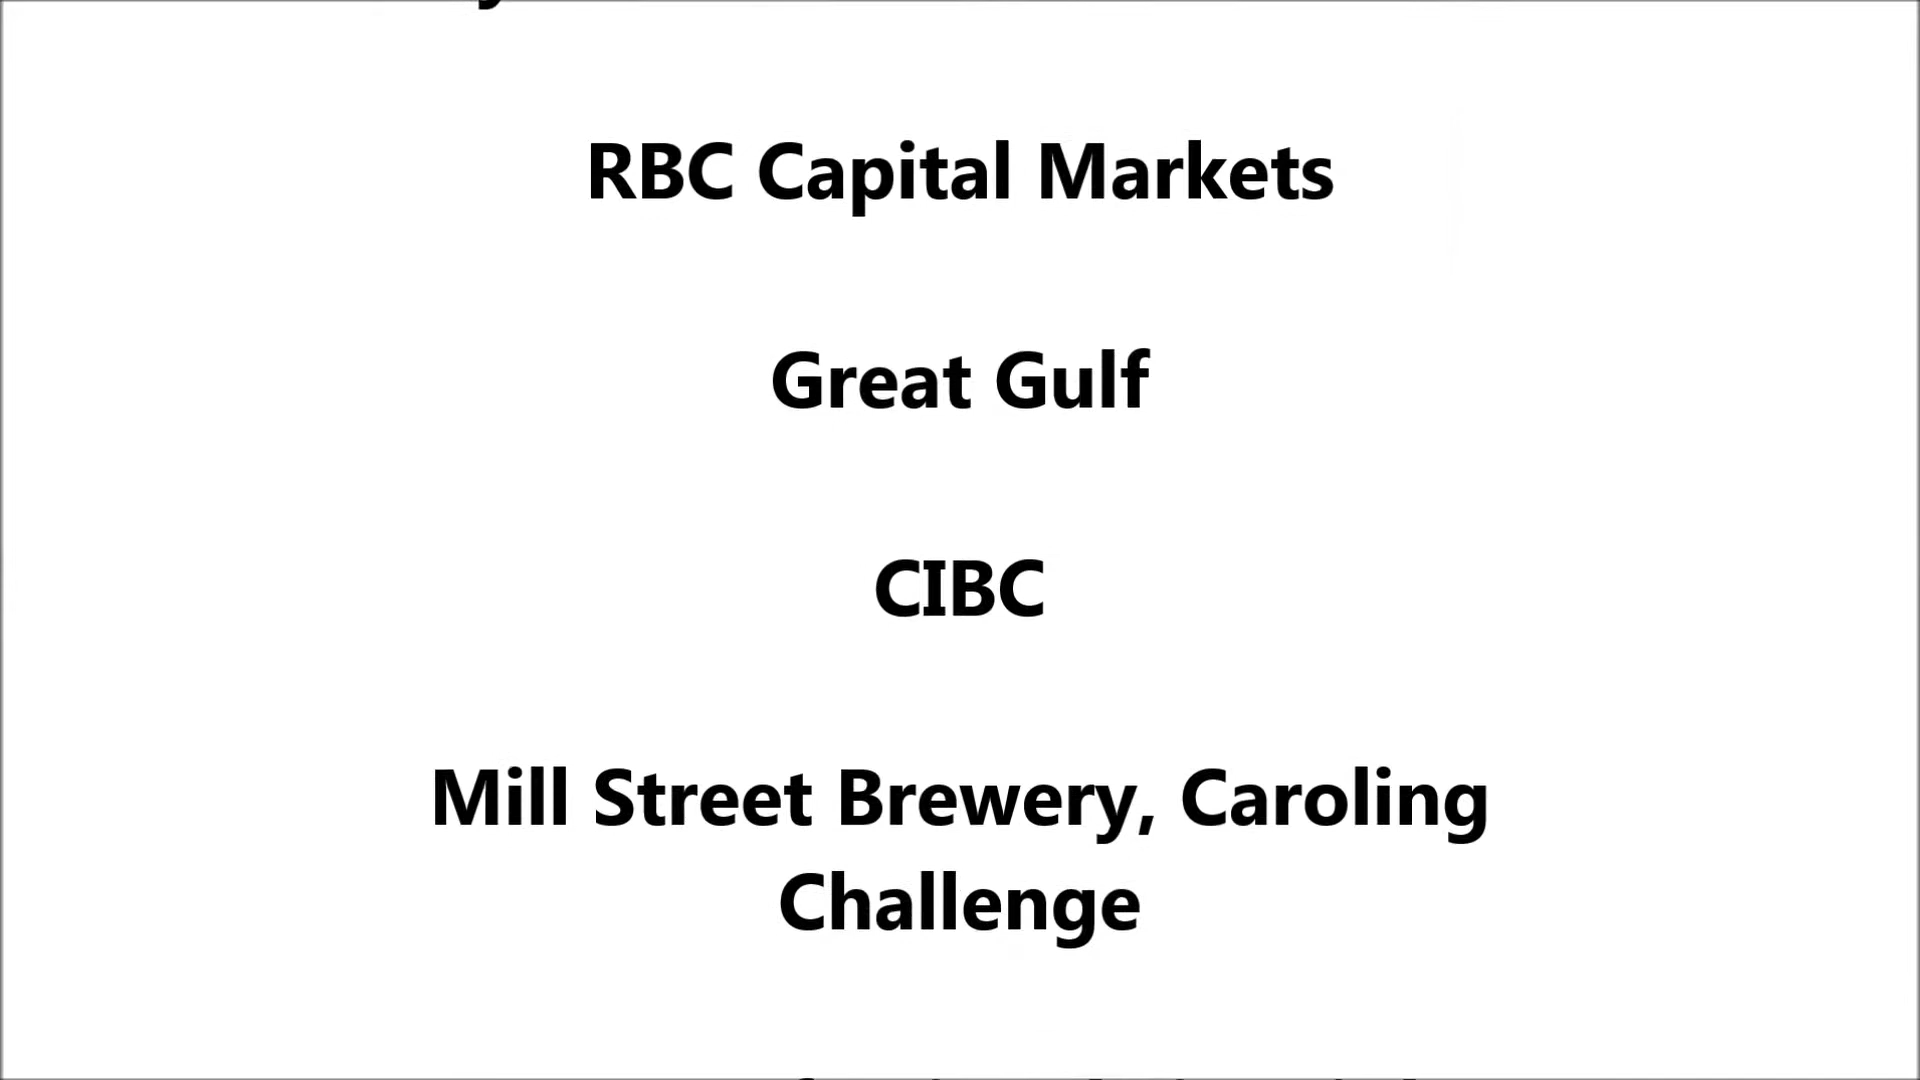 RBC Capital Markets
Great Gulf
CIBC
Mill Street Brewery, Caroling
Challenge